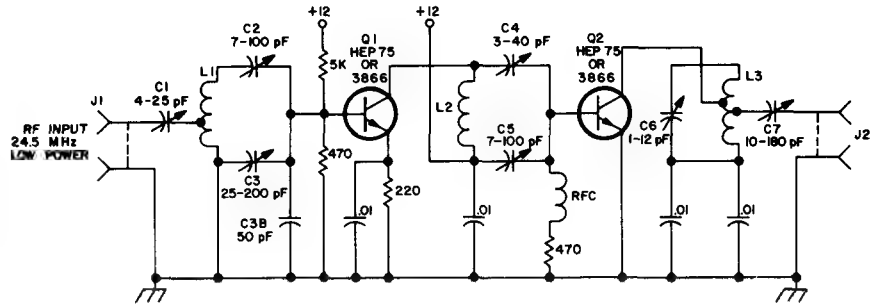 +12
+12
C2
7-100 pF
Q1
HEP 75
OR
3866
C4
3-40 pF
Q2
HEP 75
OR
3866
5K
C1
4-25 pF
L1
L2
L3
J1
RF INPUT
24.5 MHz
LOW POWER
C3
25-200 pF
C3B
50 pF
470
.01
220
C5
7-100 pF
.01
RFC
470
C6
1-12 pF
C7
10-180 pF
J2
.01
.01